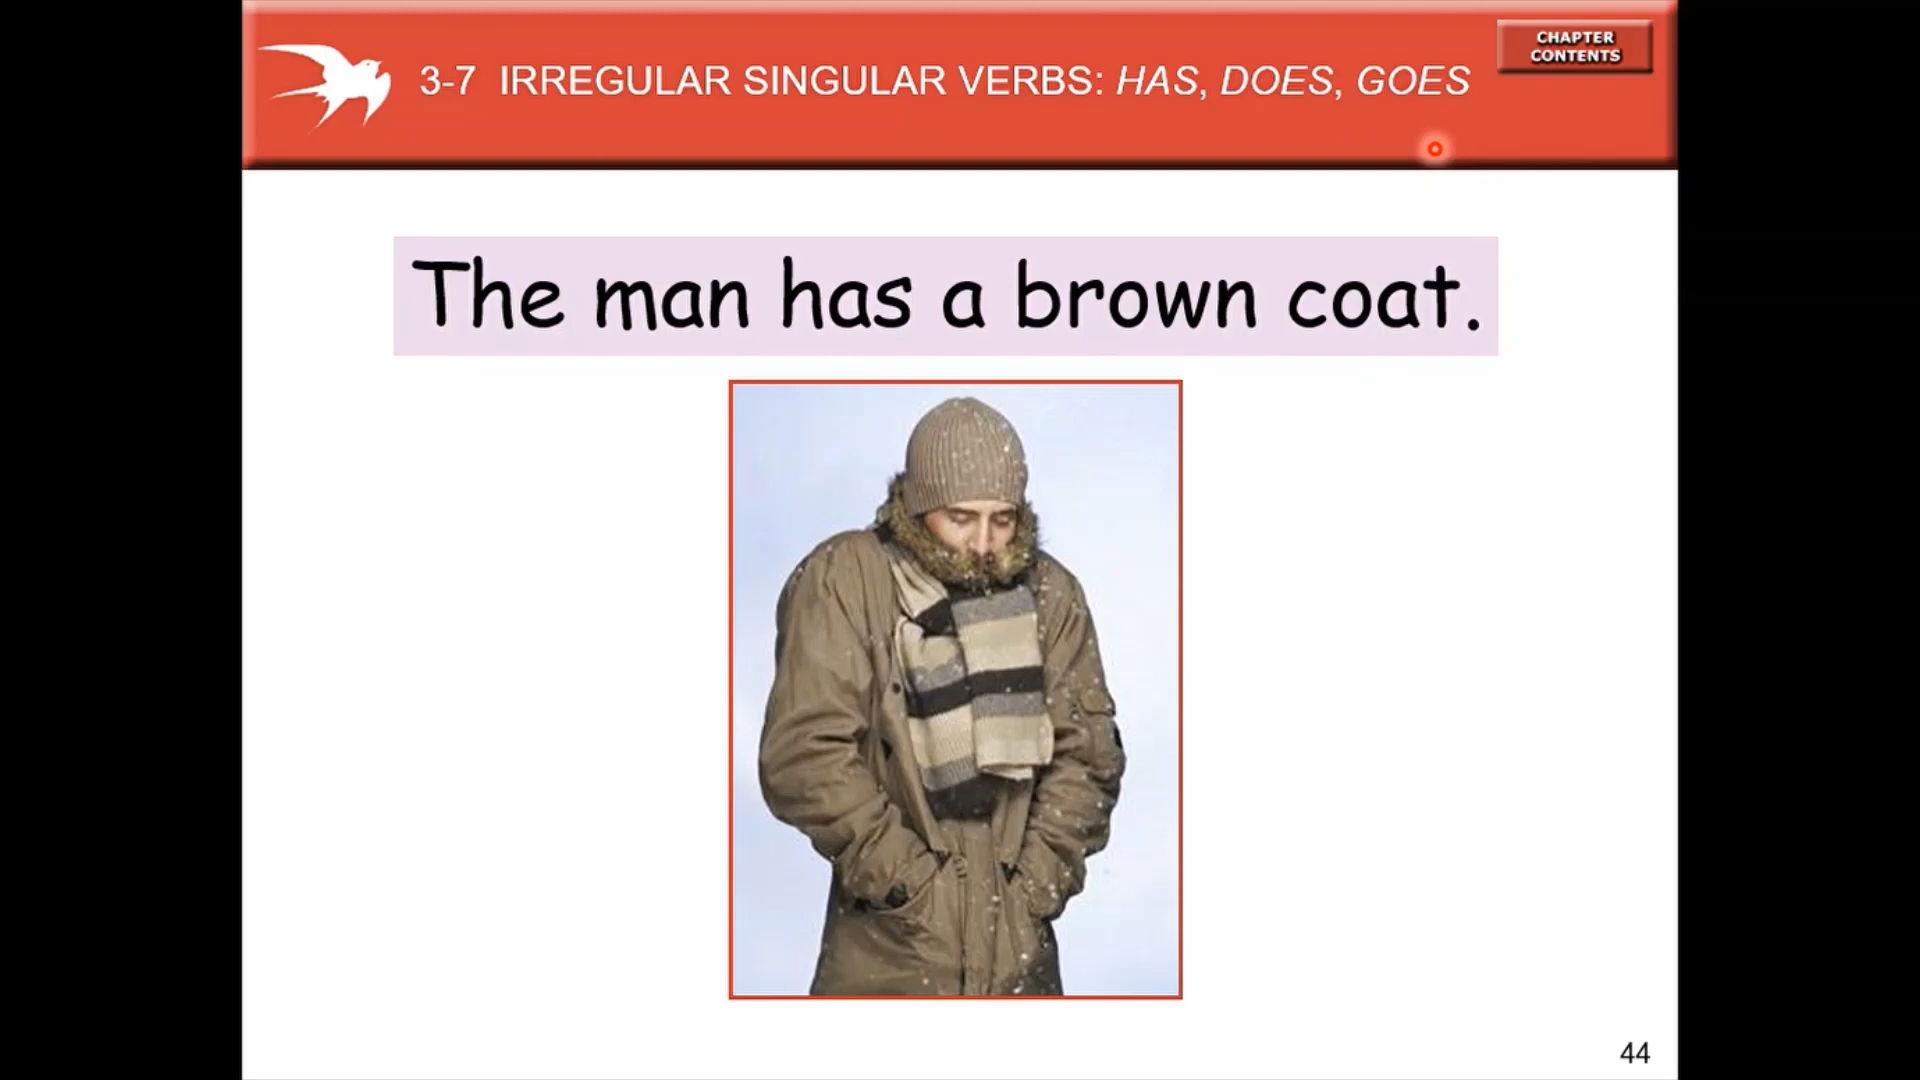 3-7 IRREGULAR SINGULAR VERBS: HAS, DOES, GOES
CHAPTER
CONTENTS
The man has a brown coat.
44